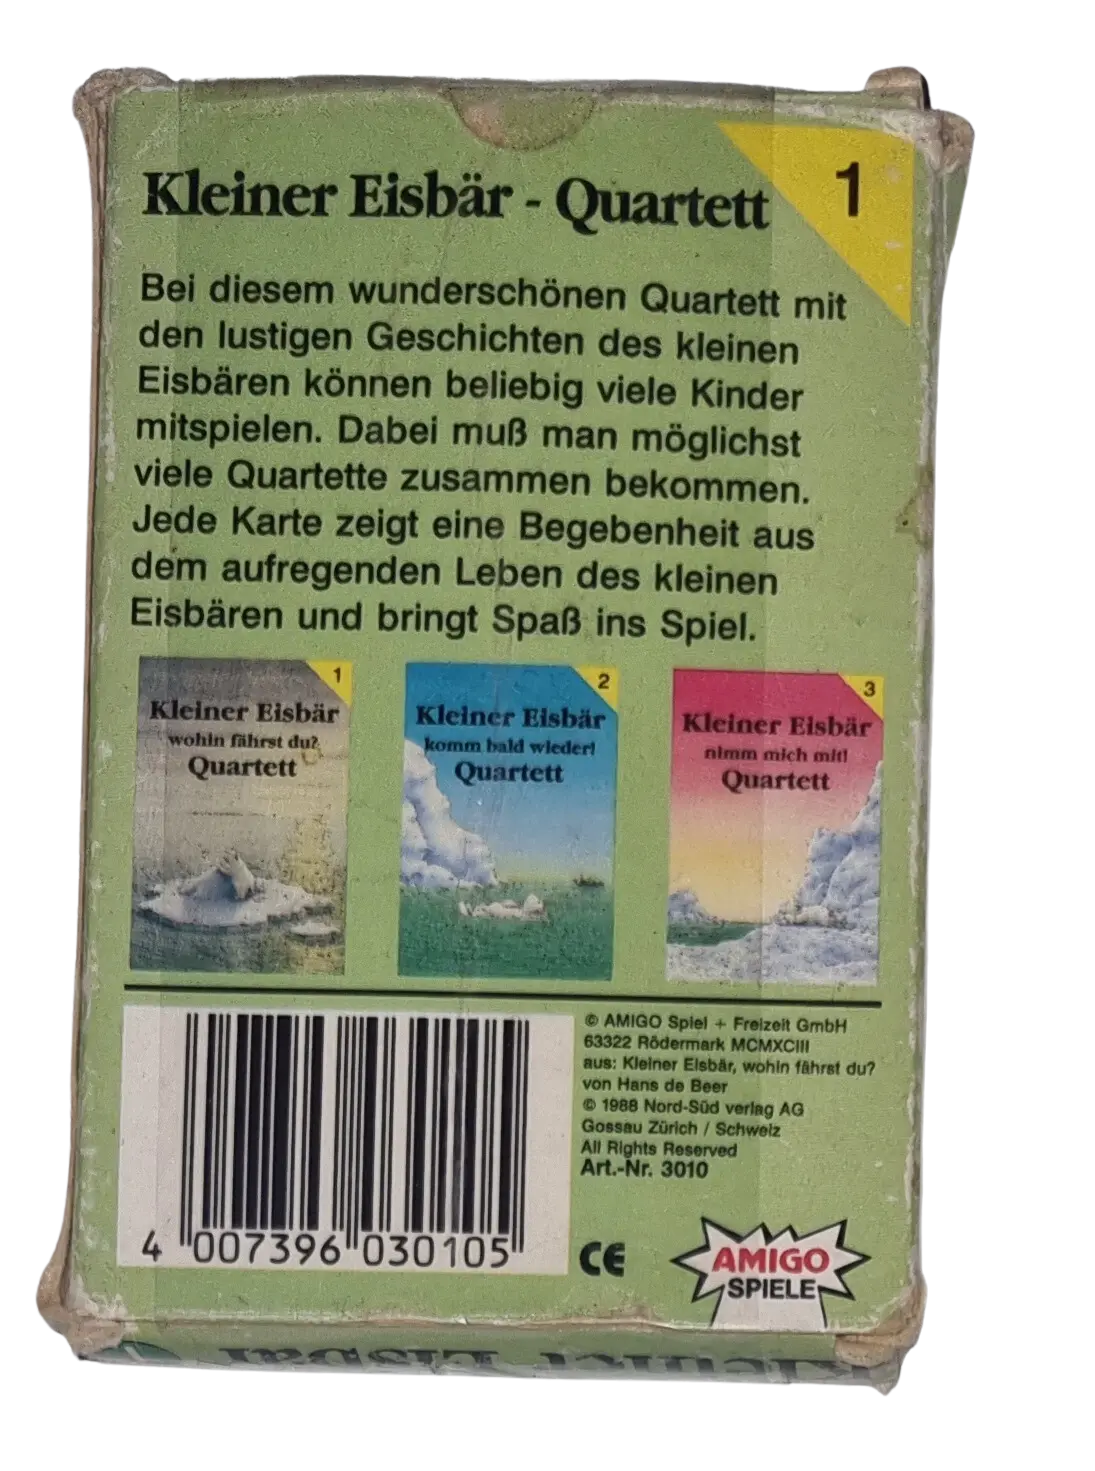 Kleiner Eisbär - Quartett
1
Bei diesem wunderschönen Quartett mit
den lustigen Geschichten des kleinen
Eisbären können beliebig viele Kinder
mitspielen. Dabei muß man möglichst
viele Quartette zusammen bekommen.
Jede Karte zeigt eine Begebenheit aus
dem aufregenden Leben des kleinen
Eisbären und bringt Spaß ins Spiel.
1
Kleiner Eisbär
wohin fährst du?
Quartett
2
Kleiner Eisbär
komm bald wieder!
Quartett
3
Kleiner Eisbär
nimm mich mit!
Quartett
© AMIGO Spiel + Freizeit GmbH
63322 Rödermark MCMXCIII
aus: Kleiner Eisbär, wohin fährst du?
von Hans de Beer
© 1988 Nord-Süd verlag AG
Gossau Zürich / Schweiz
All Rights Reserved
Art.-Nr. 3010
4 007396 030105
CE
AMIGO
SPIELE
Kleiner Eisbär